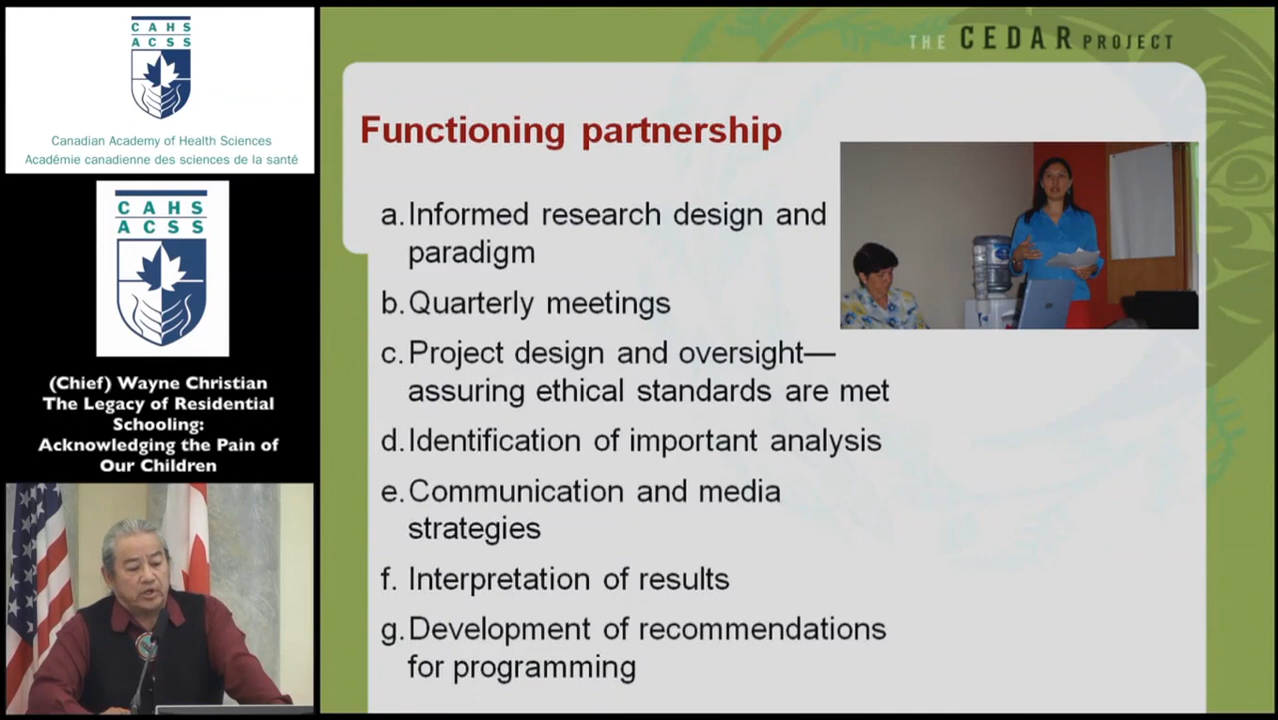 CAHS
ACSS
Canadian Academy of Health Sciences
Académie canadienne des sciences de la santé
CAHS
ACSS
(Chief) Wayne Christian
The Legacy of Residential
Schooling:
Acknowledging the Pain of
Our Children
THE CEDAR PROJECT
Functioning partnership
a. Informed research design and
paradigm
b. Quarterly meetings
c. Project design and oversight—
assuring ethical standards are met
d. Identification of important analysis
e. Communication and media
strategies
f. Interpretation of results
g. Development of recommendations
for programming